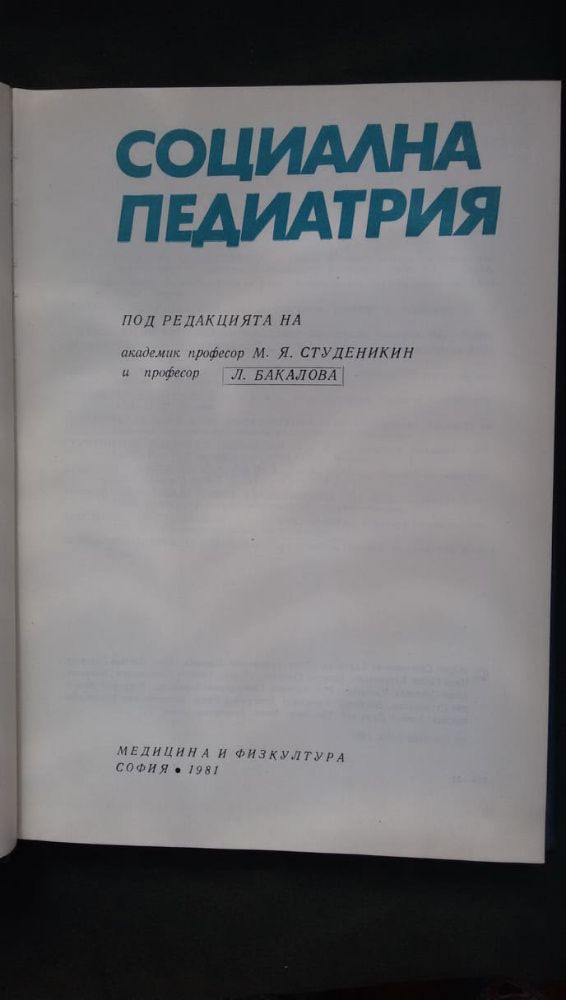 СОЦИАЛНА
ПЕДИАТРИЯ
ПОД РЕДАКЦИЯТА НА
академик професор М. Я. СТУДЕНИКИН
и професор Л. БАКАЛОВА
МЕДИЦИНА И ФИЗКУЛТУРА
СОФИЯ • 1981